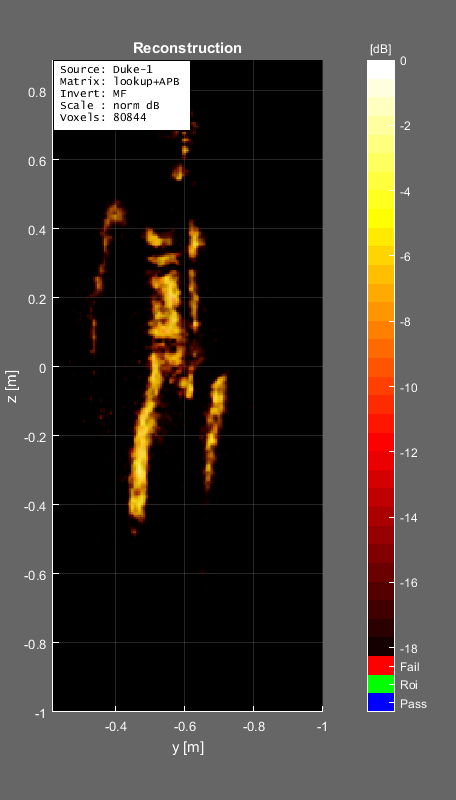 Reconstruction
[dB]
Source: Duke-1
Matrix: lookup+APB
Invert: MF
Scale : norm dB
Voxels: 80844
0.8
0.6
0.4
0.2
0
-0.2
-0.4
-0.6
-0.8
-1
z [m]
-0.4
-0.6
-0.8
-1
y [m]
0
-2
-4
-6
-8
-10
-12
-14
-16
-18
Fail
Roi
Pass